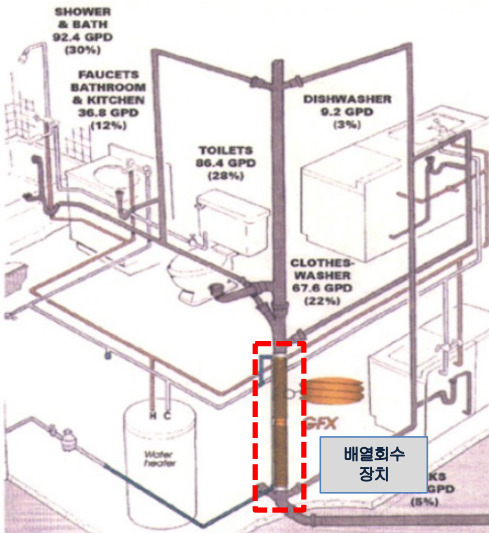 SHOWER
& BATH
92.4 GPD
(30%)
FAUCETS
BATHROOM
& KITCHEN
36.8 GPD
(12%)
TOILETS
86.4 GPD
(28%)
DISHWASHER
9.2 GPD
(3%)
CLOTHES-
WASHER
67.6 GPD
(22%)
H C
Water
heater
GFX
배열회수
장치
KS
GPD
(5%)